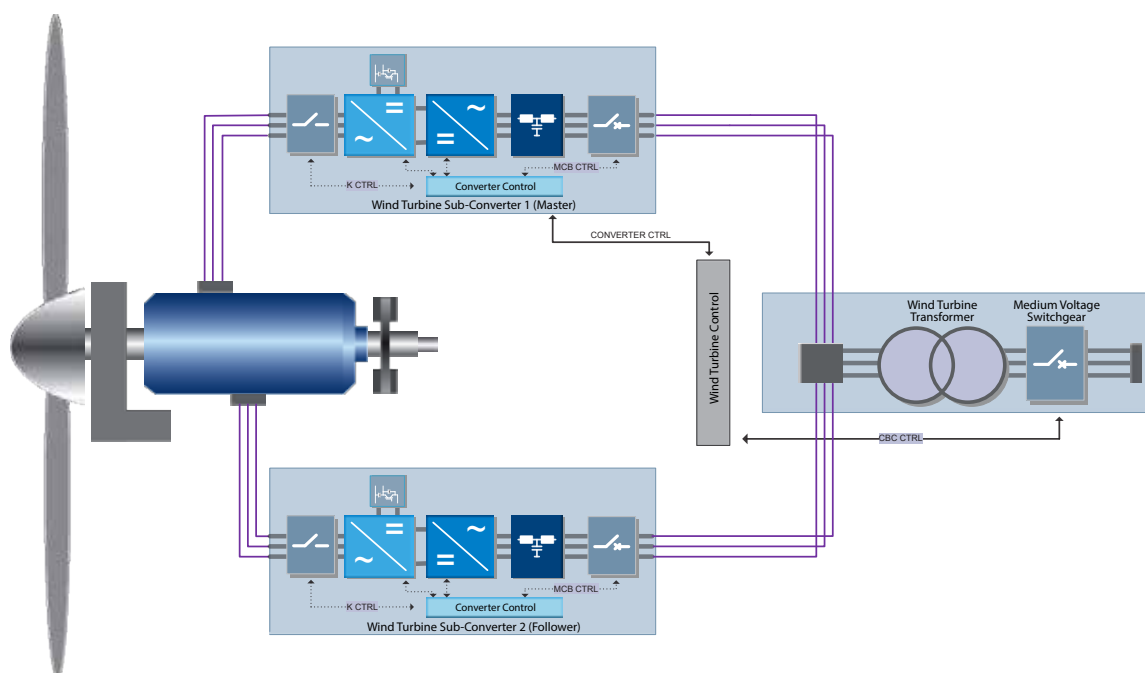 MCB CTRL
K CTRL
Converter Control
Wind Turbine Sub-Converter 1 (Master)
CONVERTER CTRL
Wind Turbine Control
Wind Turbine
Transformer
Medium Voltage
Switchgear
CBC CTRL
MCB CTRL
K CTRL
Converter Control
Wind Turbine Sub-Converter 2 (Follower)